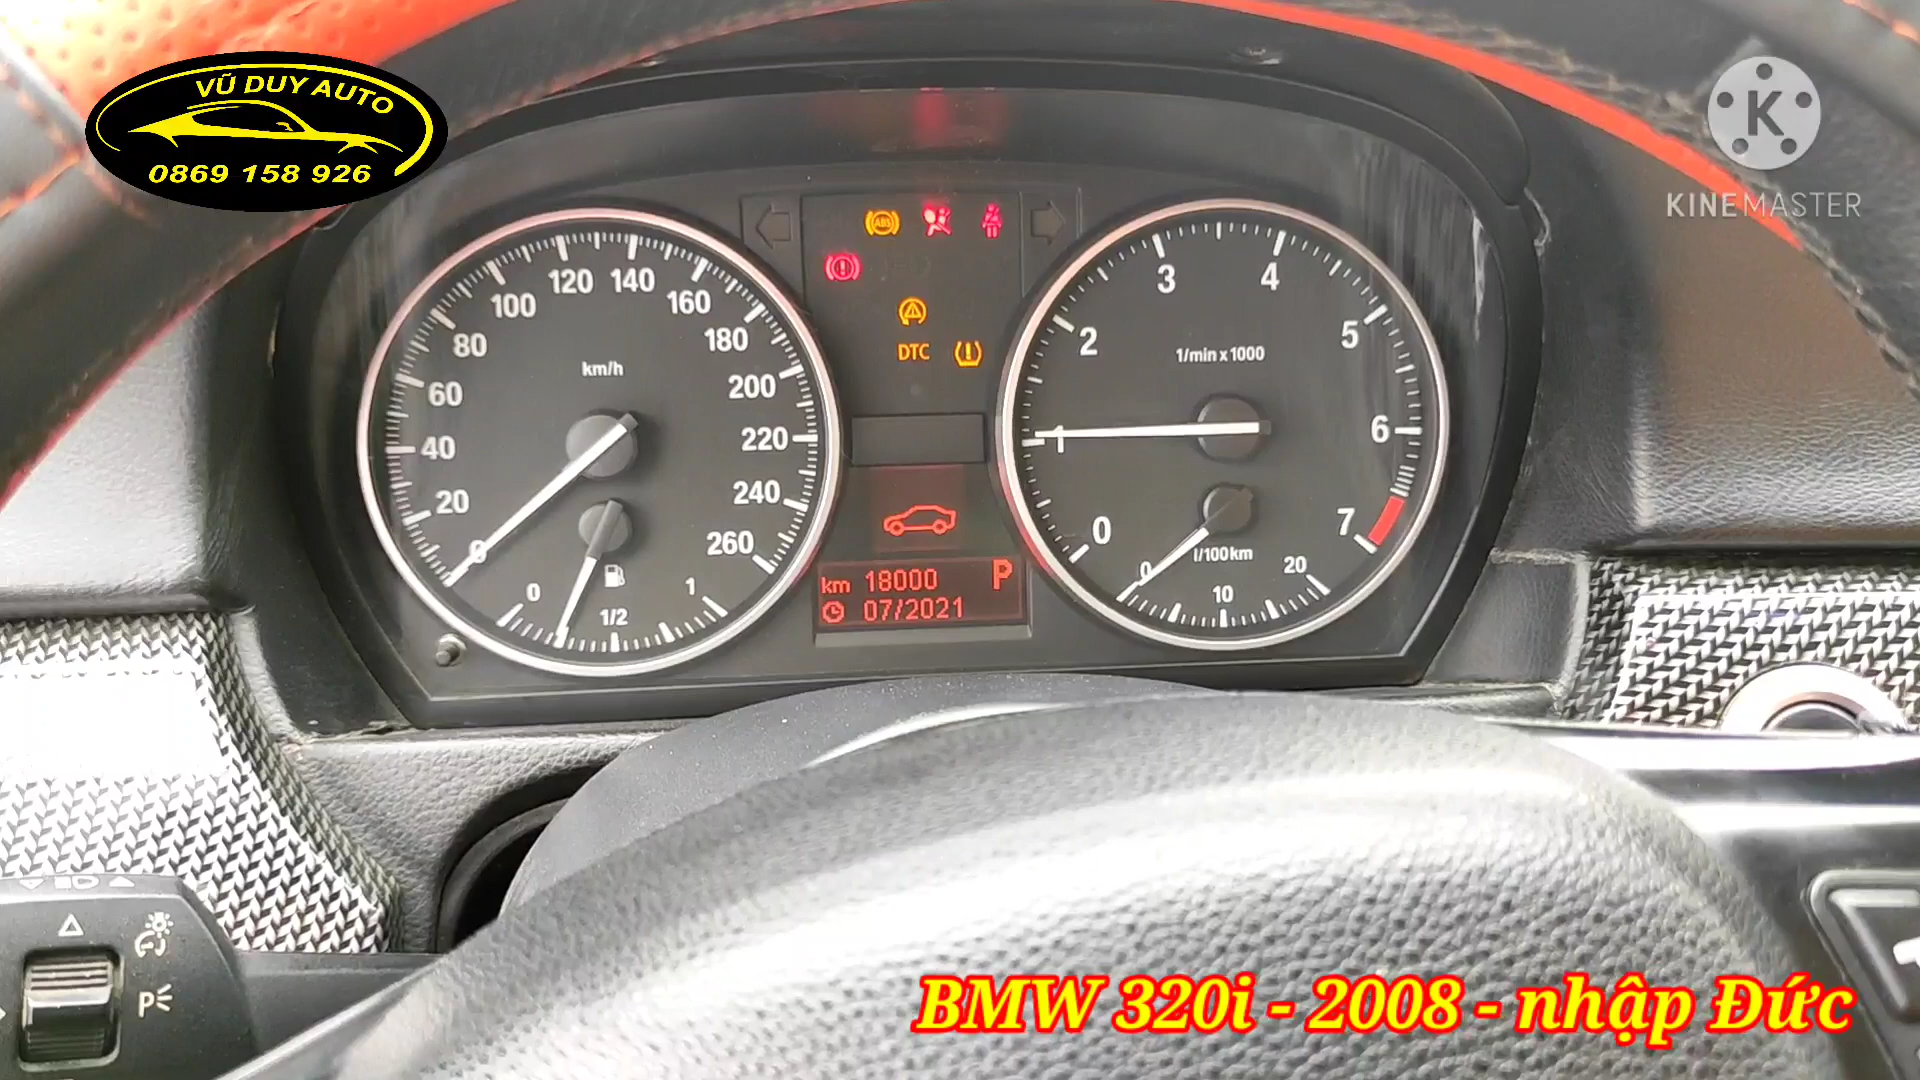 VŨ DUY AUTO
0869 158 926
K
KINEMASTER
ABS
DTC
km/h
0
20
40
60
80
100
120
140
160
180
200
220
240
260
0
1/2
1
1/min x 1000
0
1
2
3
4
5
6
7
l/100km
0
10
20
km 18000 P
07/2021
P
BMW 320i - 2008 - nhập Đức